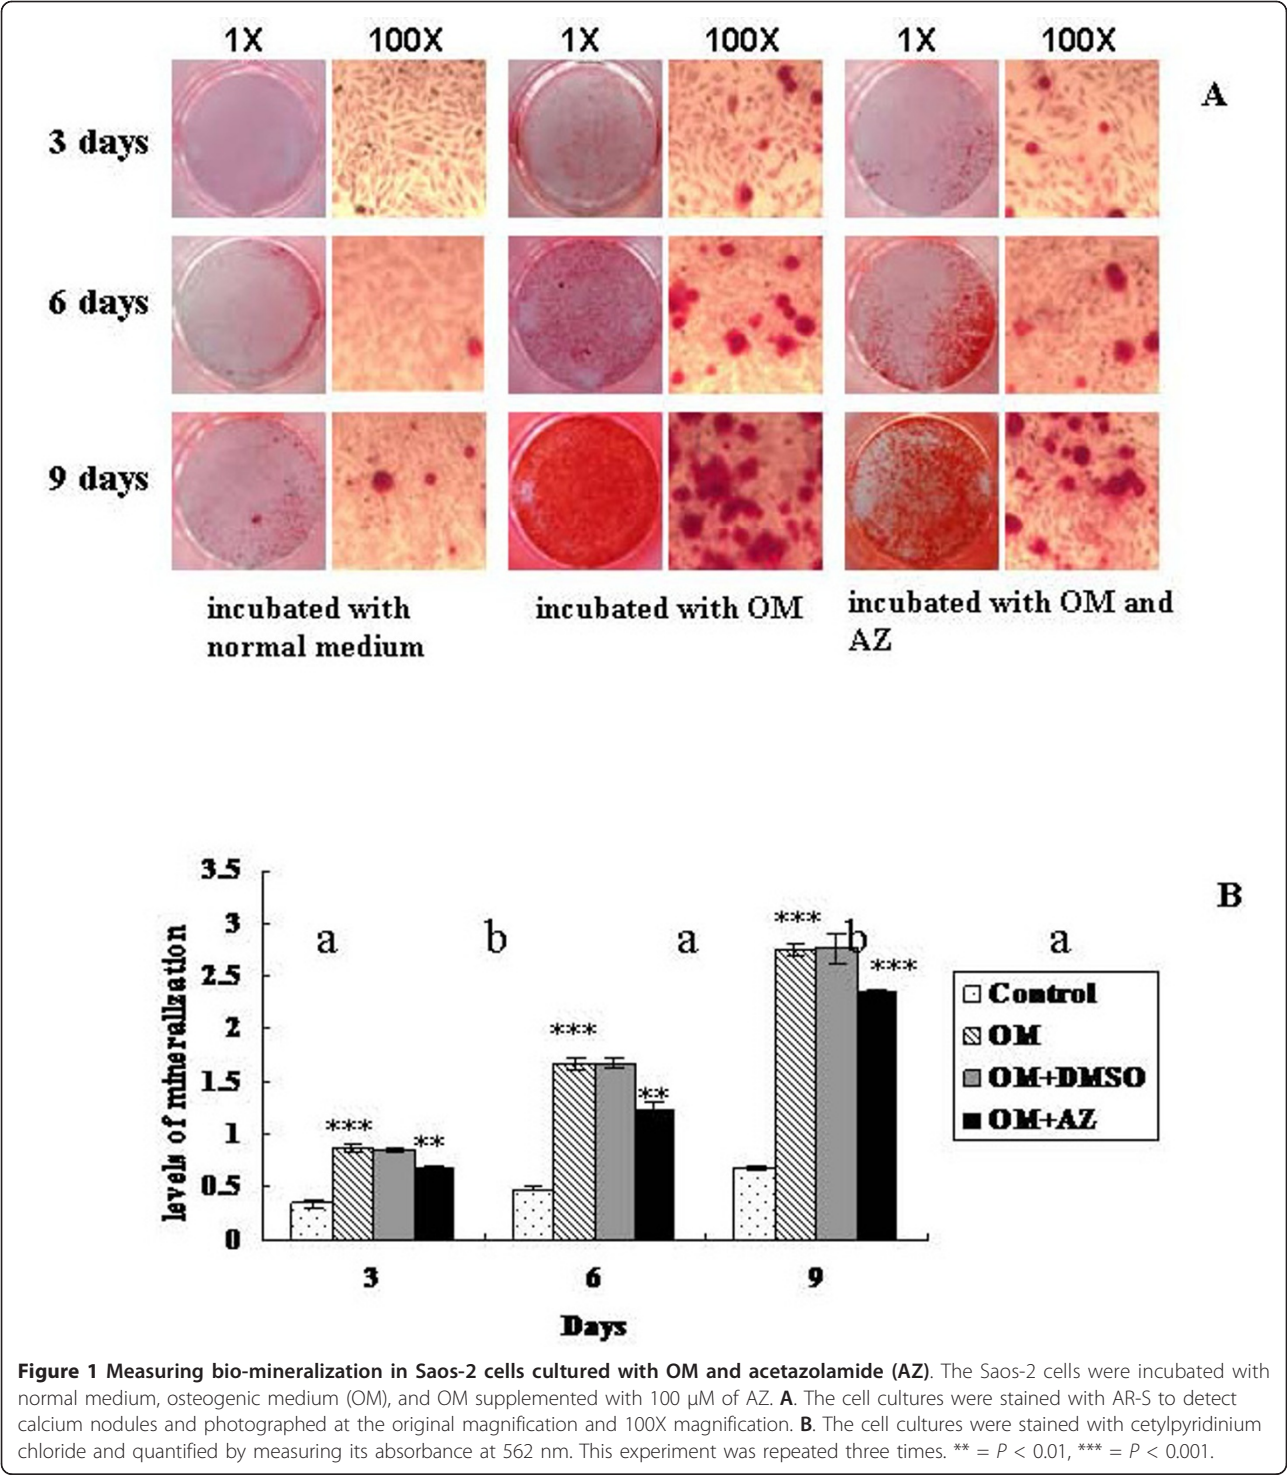 1X 100X 1X 100X 1X 100X
A
3 days
6 days
9 days
incubated with
normal medium
incubated with OM
incubated with OM and
AZ
B
levels of mineralization
3.5
3
2.5
2
1.5
1
0.5
0
a b a b a
*** **
*** **
*** ***
Control
OM
OM+DMSO
OM+AZ
3 6 9
Days
Figure 1 Measuring bio-mineralization in Saos-2 cells cultured with OM and acetazolamide (AZ). The Saos-2 cells were incubated with
normal medium, osteogenic medium (OM), and OM supplemented with 100 μM of AZ. A. The cell cultures were stained with AR-S to detect
calcium nodules and photographed at the original magnification and 100X magnification. B. The cell cultures were stained with cetylpyridinium
chloride and quantified by measuring its absorbance at 562 nm. This experiment was repeated three times. ** = P < 0.01, *** = P < 0.001.